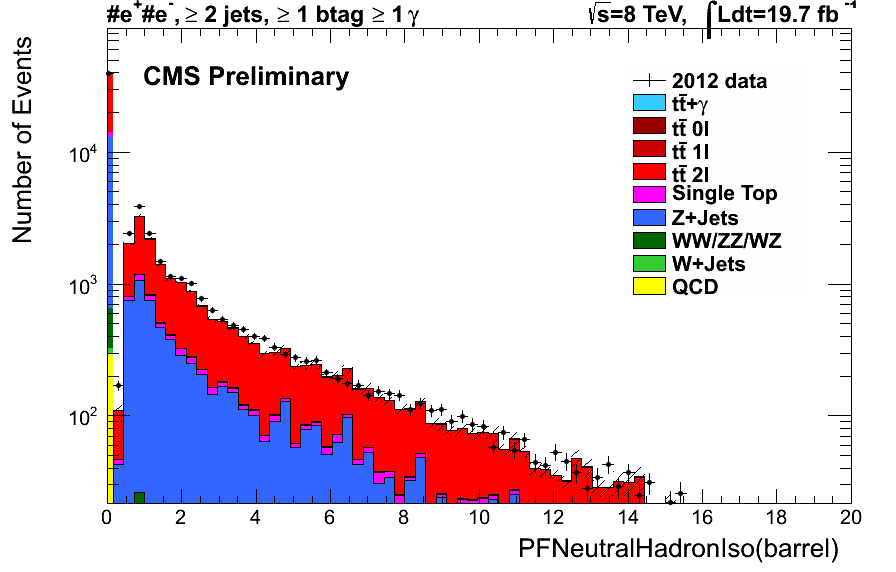 #e+#e-, ≥ 2 jets, ≥ 1 btag ≥ 1 γ
√s=8 TeV, ∫Ldt=19.7 fb⁻¹
CMS Preliminary
Number of Events
2012 data
tt̄+γ
tt̄ 0l
tt̄ 1l
tt̄ 2l
Single Top
Z+Jets
WW/ZZ/WZ
W+Jets
QCD
10⁴
10³
10²
0 2 4 6 8 10 12 14 16 18 20
PFNeutralHadronIso(barrel)